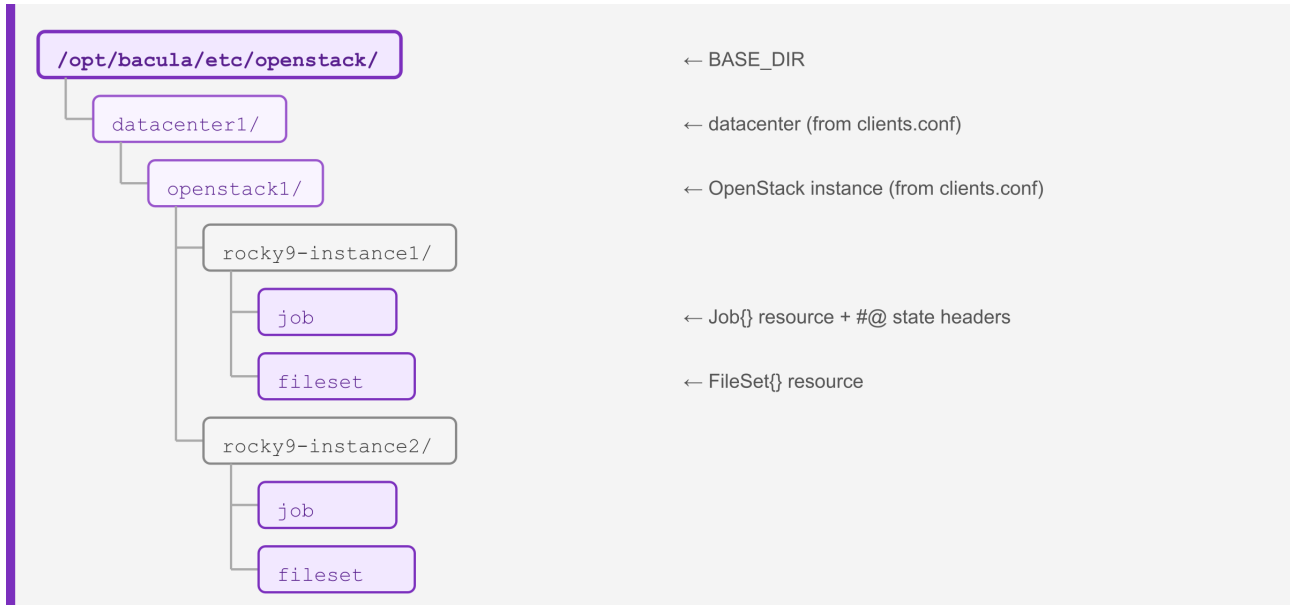 /opt/bacula/etc/openstack/ ← BASE_DIR
datacenter1/ ← datacenter (from clients.conf)
openstack1/ ← OpenStack instance (from clients.conf)
rocky9-instance1/
job ← Job{} resource + #@ state headers
fileset ← FileSet{} resource
rocky9-instance2/
job
fileset